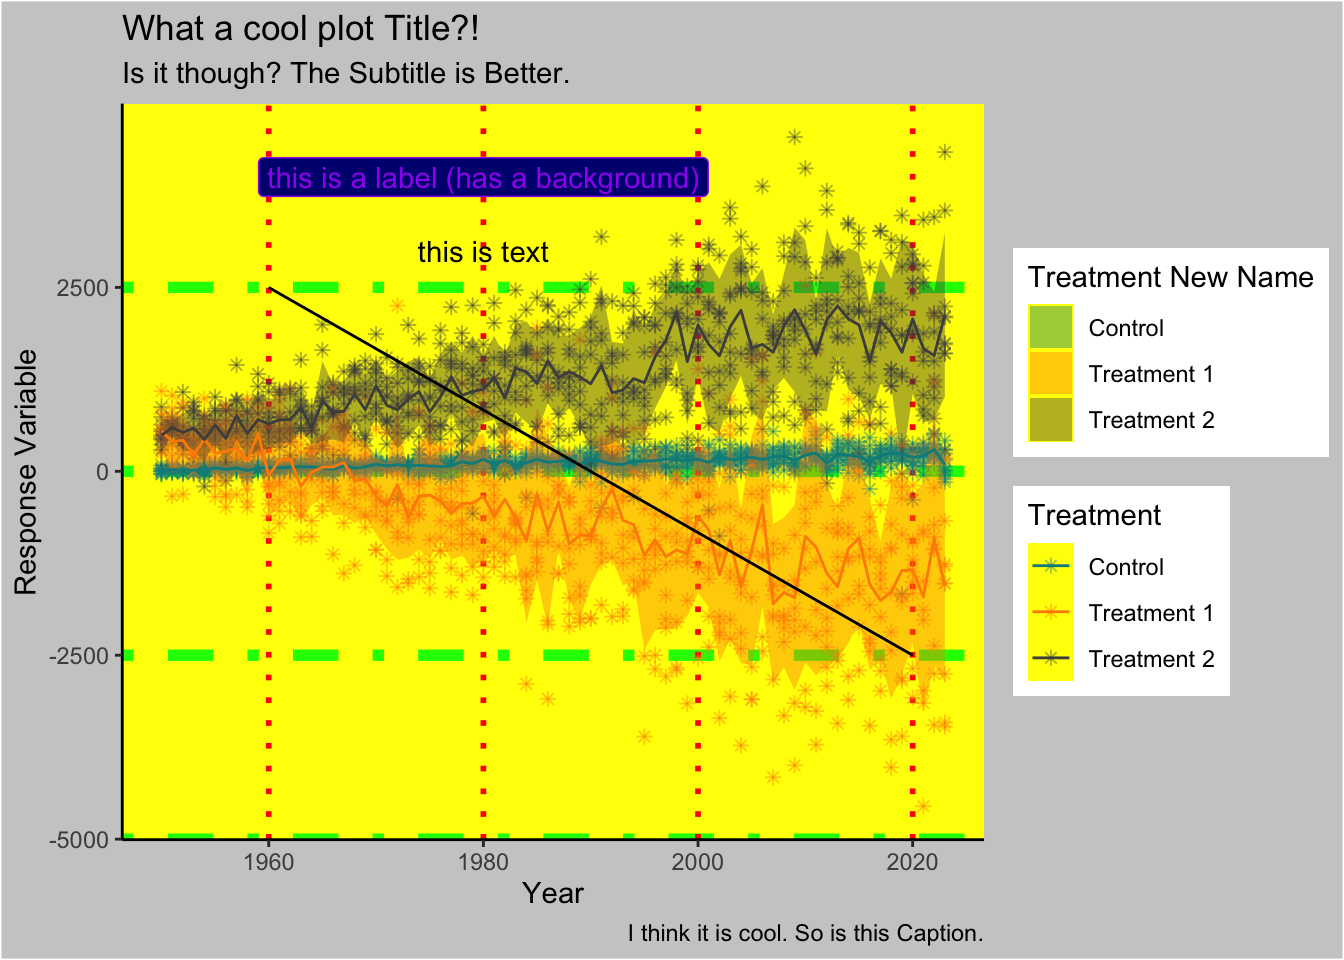 What a cool plot Title?!
Is it though? The Subtitle is Better.
this is a label (has a background)
this is text
2500
0
-2500
-5000
Response Variable
1960
1980
2000
2020
Year
I think it is cool. So is this Caption.
Treatment New Name
Control
Treatment 1
Treatment 2
Treatment
Control
Treatment 1
Treatment 2